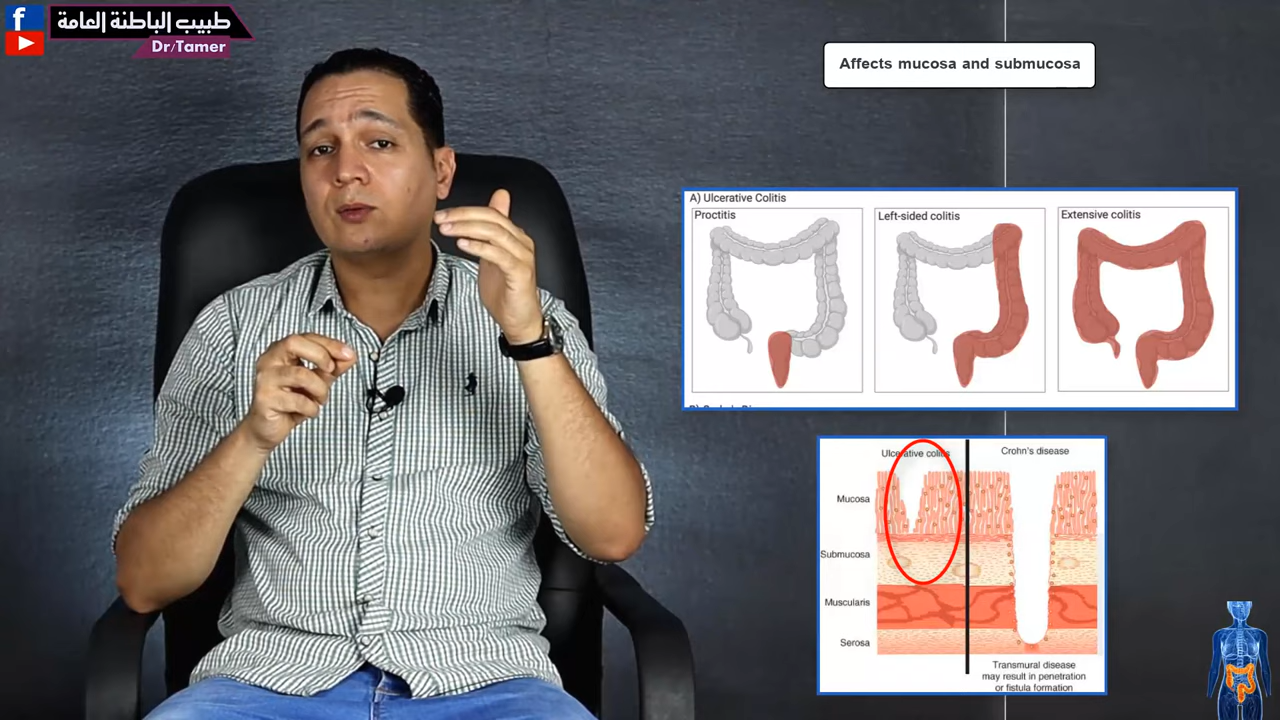 f
طبيب الباطنة العامة
Dr/Tamer
Affects mucosa and submucosa
A) Ulcerative Colitis
Proctitis
Left-sided colitis
Extensive colitis
Ulcerative colitis
Crohn's disease
Mucosa
Submucosa
Muscularis
Serosa
Transmural disease
may result in penetration
or fistula formation